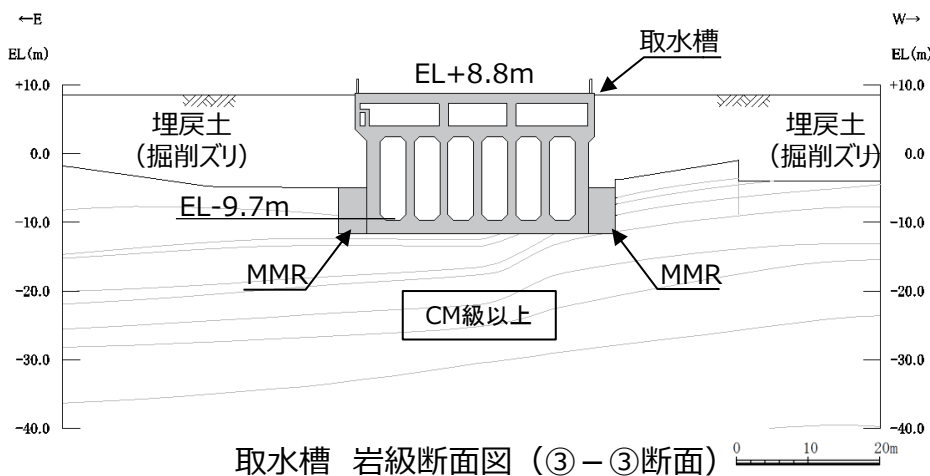 ←E
W→
EL(m)
EL(m)
取水槽
EL+8.8m
+10.0
+10.0
埋戻土
(掘削ズリ)
埋戻土
(掘削ズリ)
0.0
0.0
-10.0
-10.0
EL-9.7m
MMR
MMR
-20.0
-20.0
CM級以上
-30.0
-30.0
-40.0
-40.0
取水槽 岩級断面図（③－③断面）
0 10 20m